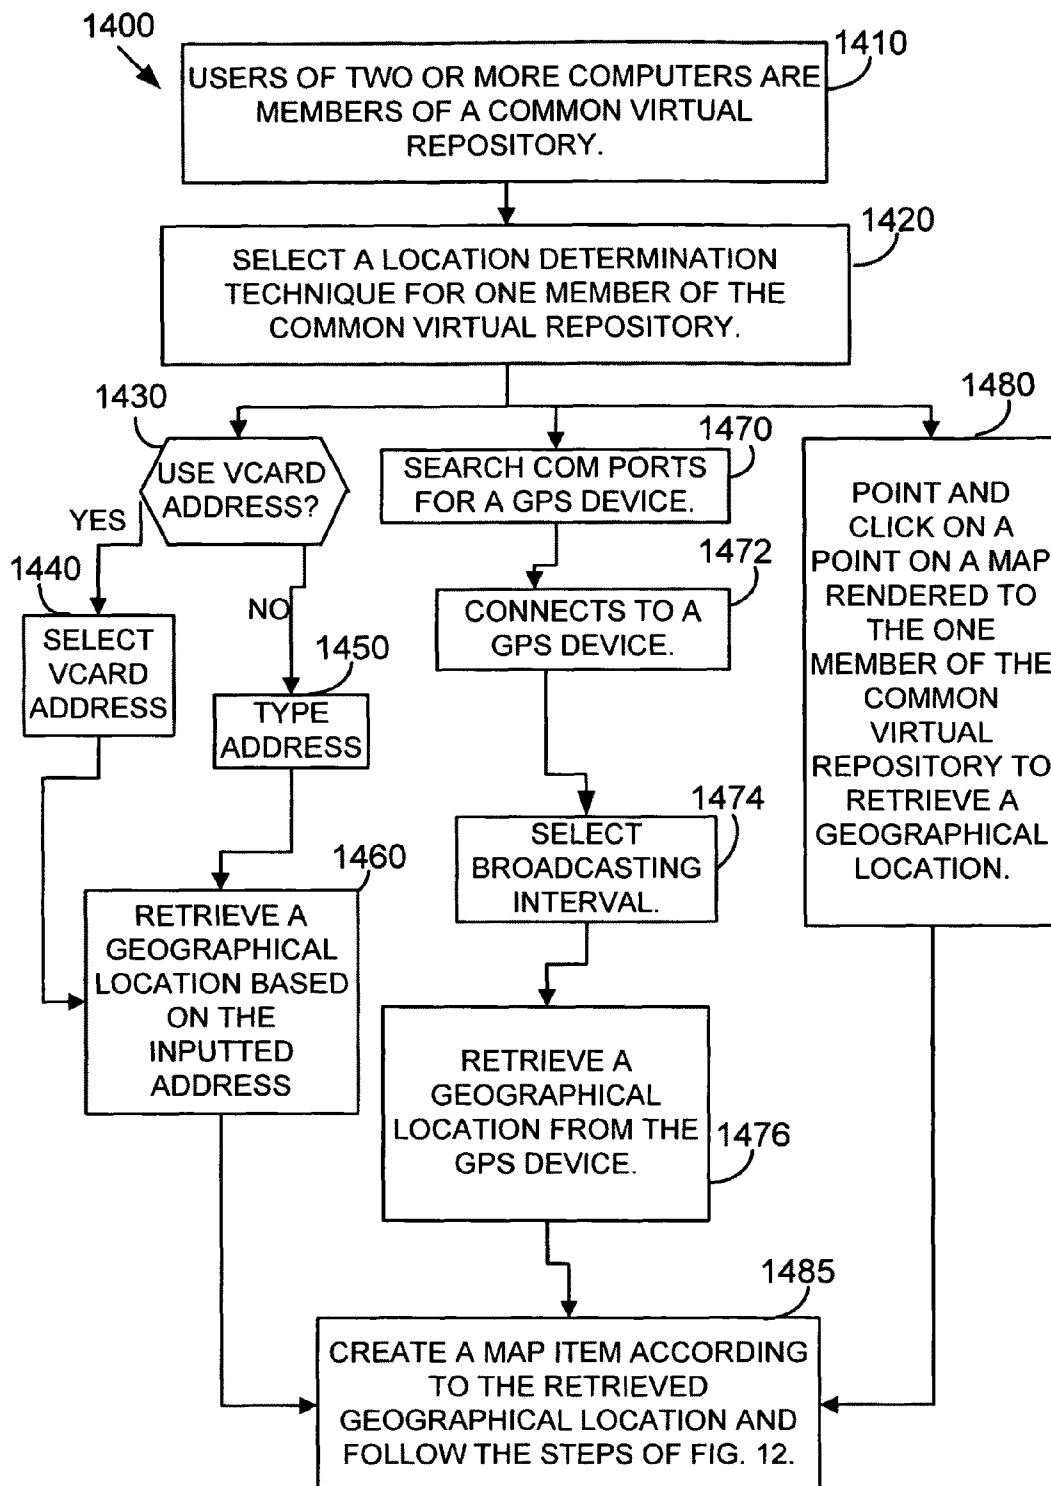 1400
1410
USERS OF TWO OR MORE COMPUTERS ARE
MEMBERS OF A COMMON VIRTUAL
REPOSITORY.
1420
SELECT A LOCATION DETERMINATION
TECHNIQUE FOR ONE MEMBER OF THE
COMMON VIRTUAL REPOSITORY.
1430
USE VCARD
ADDRESS?
YES
NO
1440
SELECT
VCARD
ADDRESS
1450
TYPE
ADDRESS
1460
RETRIEVE A
GEOGRAPHICAL
LOCATION BASED
ON THE
INPUTTED
ADDRESS
1470
SEARCH COM PORTS
FOR A GPS DEVICE.
1472
CONNECTS TO A
GPS DEVICE.
1474
SELECT
BROADCASTING
INTERVAL.
1476
RETRIEVE A
GEOGRAPHICAL
LOCATION FROM THE
GPS DEVICE.
1480
POINT AND
CLICK ON A
POINT ON A MAP
RENDERED TO
THE ONE
MEMBER OF THE
COMMON
VIRTUAL
REPOSITORY TO
RETRIEVE A
GEOGRAPHICAL
LOCATION.
1485
CREATE A MAP ITEM ACCORDING
TO THE RETRIEVED
GEOGRAPHICAL LOCATION AND
FOLLOW THE STEPS OF FIG. 12.